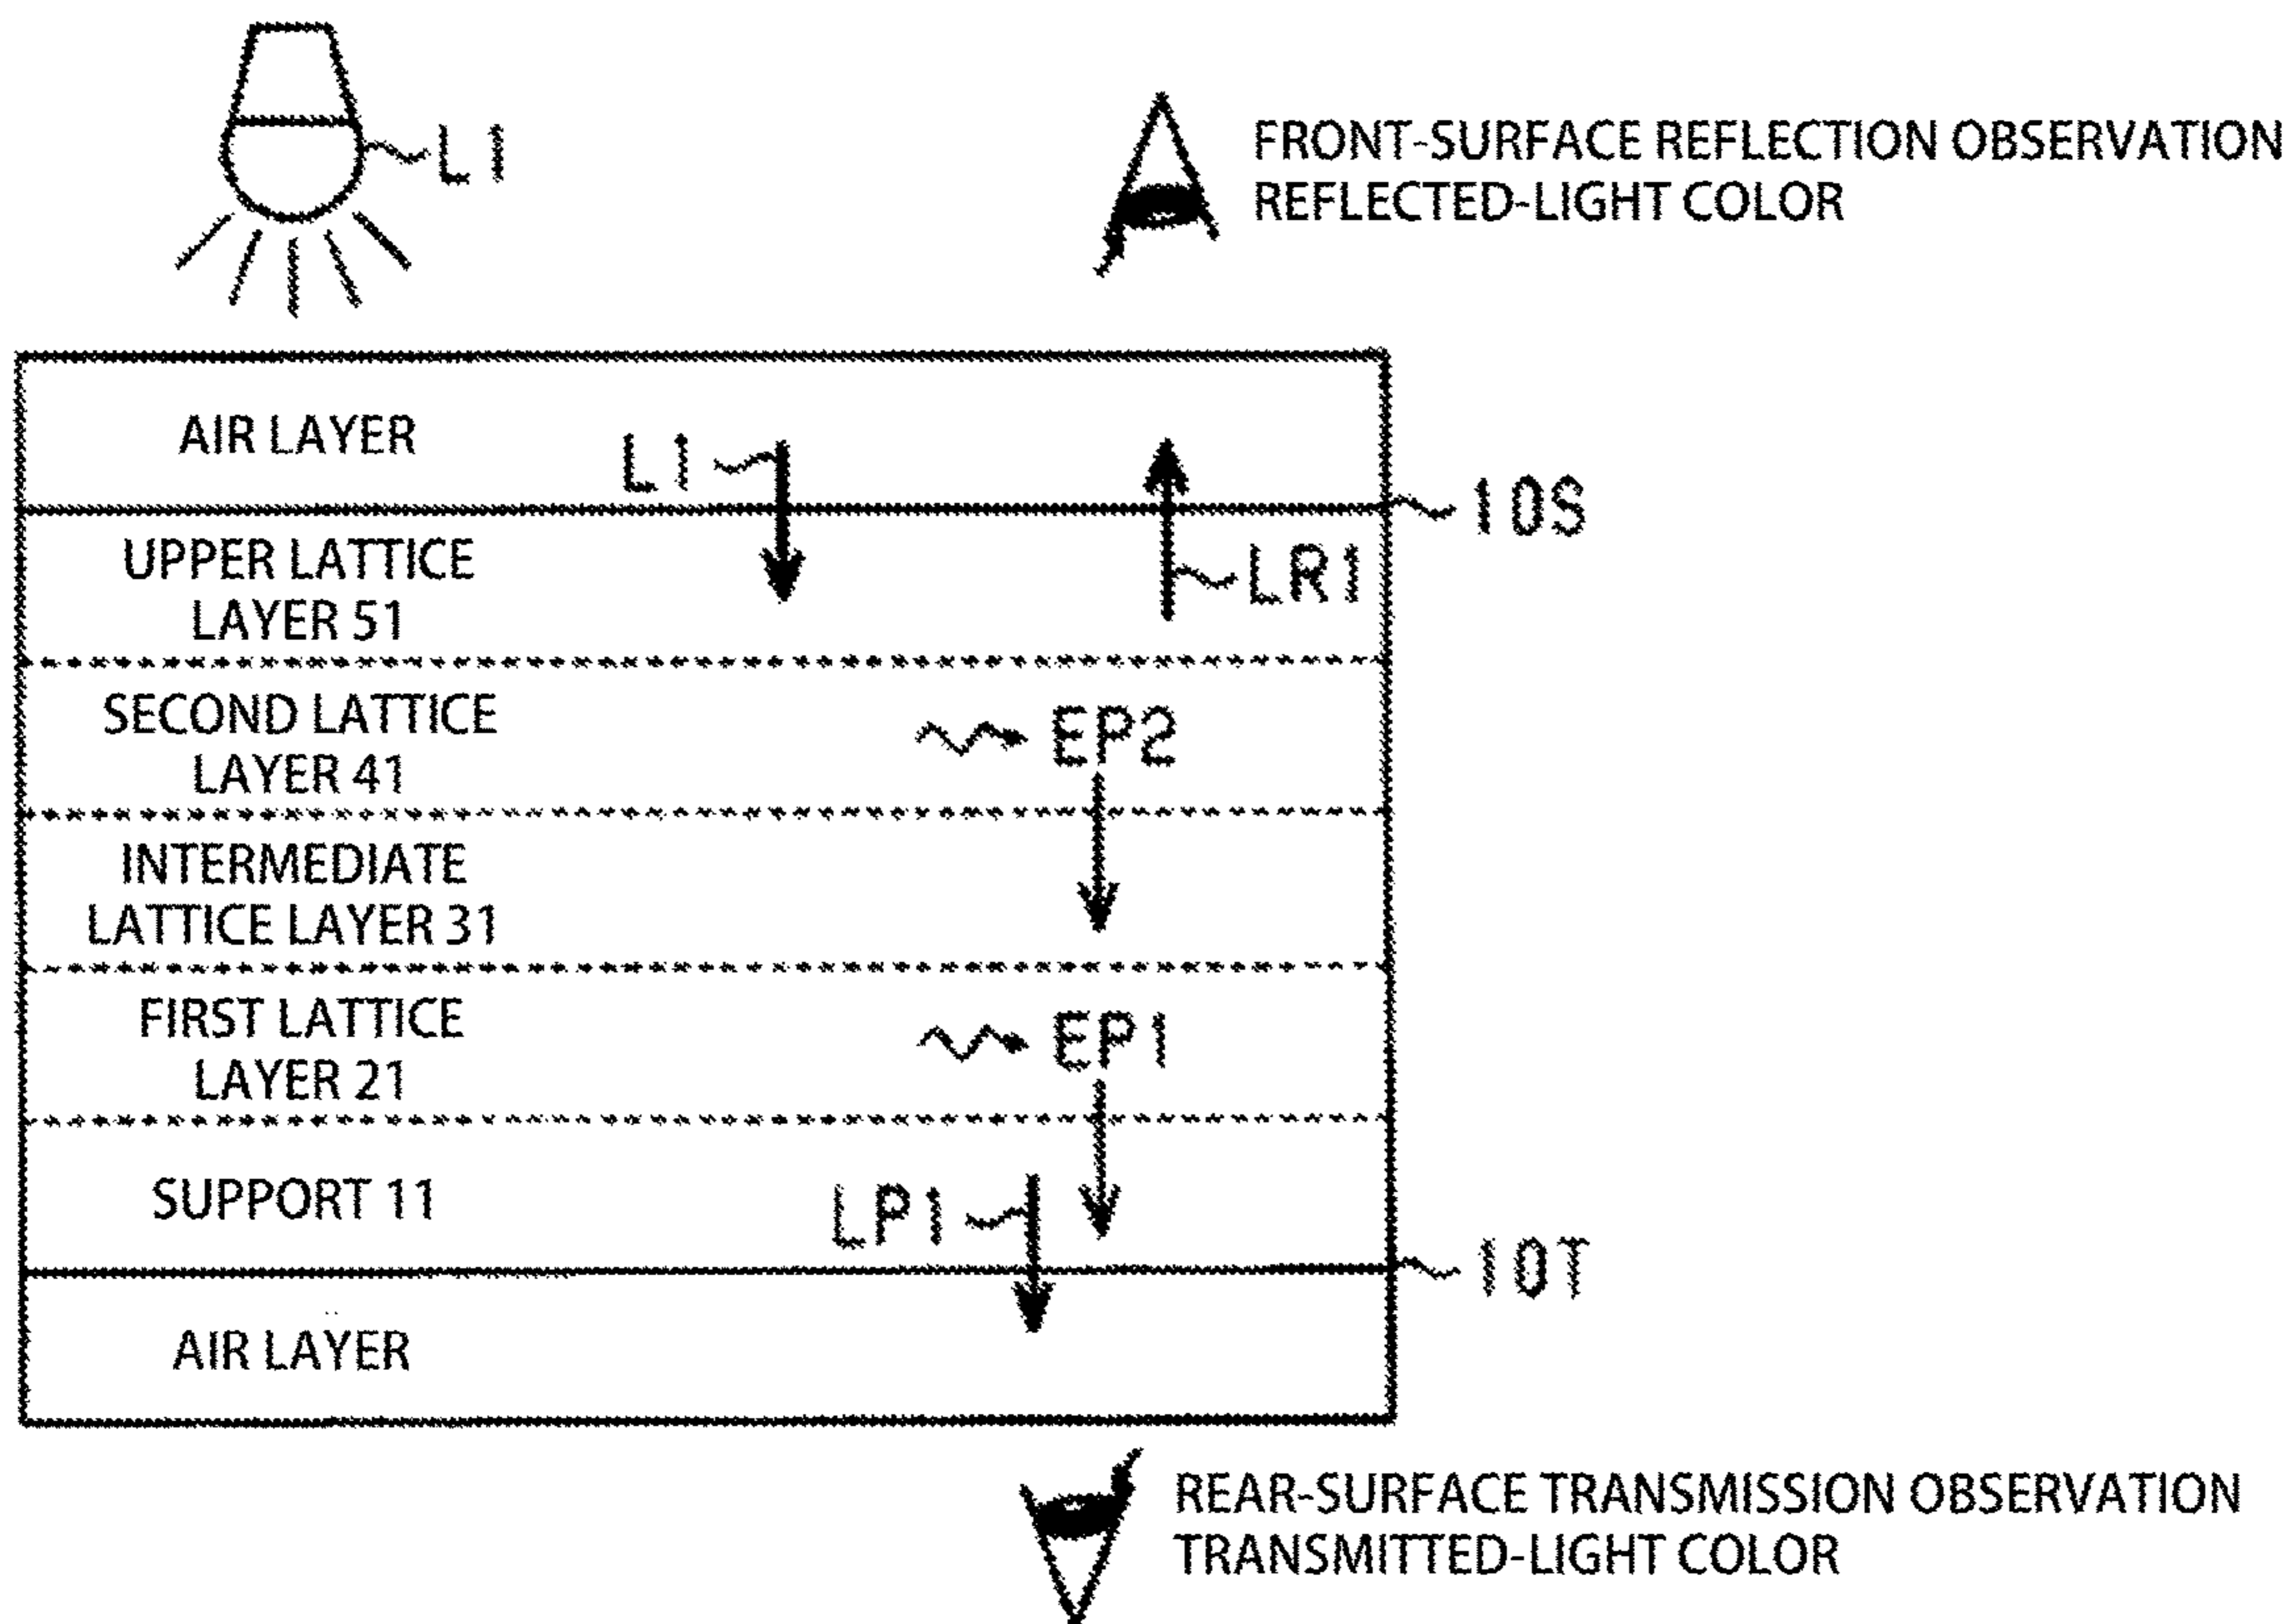 L1
FRONT-SURFACE REFLECTION OBSERVATION
REFLECTED-LIGHT COLOR
AIR LAYER
L1
10S
UPPER LATTICE
LAYER 51
LR1
SECOND LATTICE
LAYER 41
EP2
INTERMEDIATE
LATTICE LAYER 31
FIRST LATTICE
LAYER 21
EP1
SUPPORT 11
LP1
10T
AIR LAYER
REAR-SURFACE TRANSMISSION OBSERVATION
TRANSMITTED-LIGHT COLOR